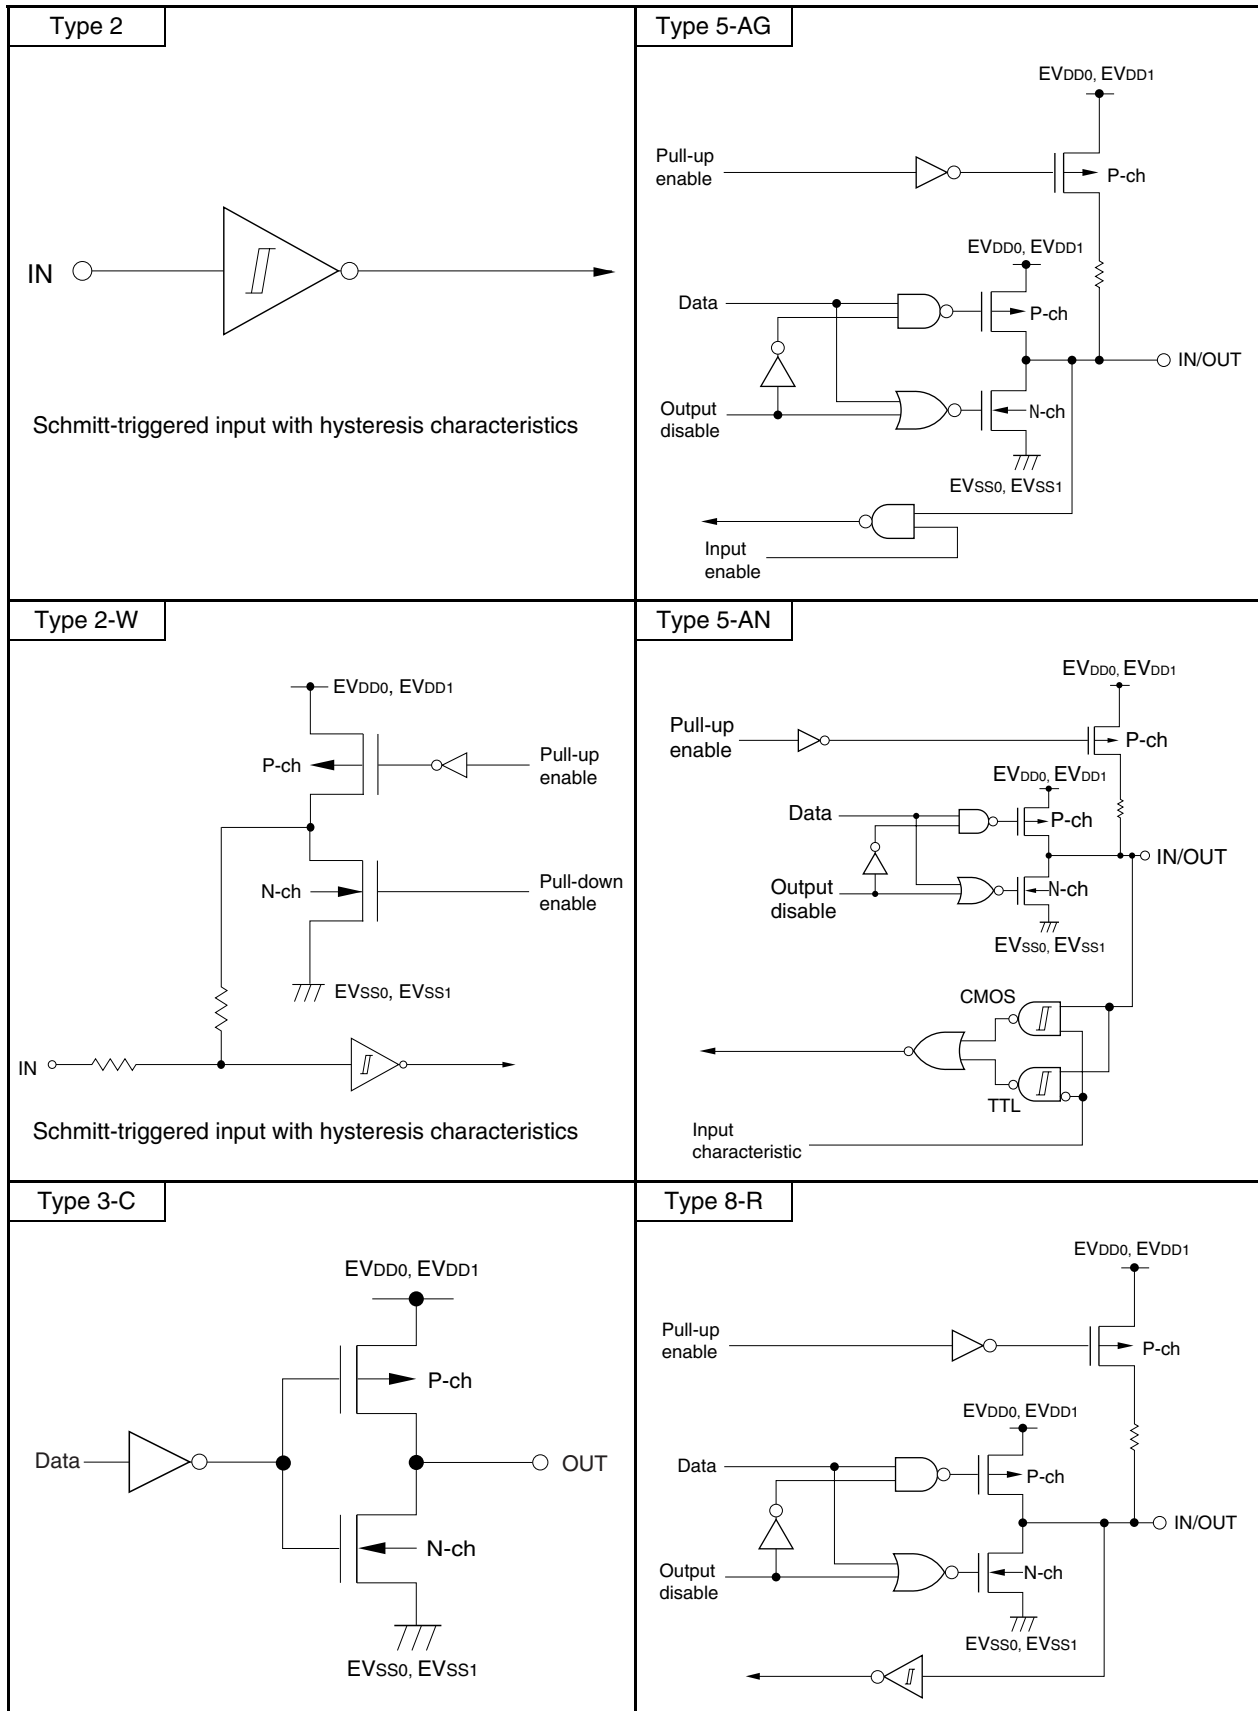 Type 2
IN
Schmitt-triggered input with hysteresis characteristics
Type 5-AG
EVDD0, EVDD1
Pull-up
enable
P-ch
EVDD0, EVDD1
Data
P-ch
IN/OUT
Output
disable
N-ch
EVSS0, EVSS1
Input
enable
Type 2-W
EVDD0, EVDD1
P-ch
Pull-up
enable
N-ch
Pull-down
enable
EVSS0, EVSS1
IN
Schmitt-triggered input with hysteresis characteristics
Type 5-AN
EVDD0, EVDD1
Pull-up
enable
P-ch
EVDD0, EVDD1
Data
P-ch
IN/OUT
Output
disable
N-ch
EVSS0, EVSS1
CMOS
TTL
Input
characteristic
Type 3-C
EVDD0, EVDD1
P-ch
Data
OUT
N-ch
EVSS0, EVSS1
Type 8-R
EVDD0, EVDD1
Pull-up
enable
P-ch
EVDD0, EVDD1
Data
P-ch
IN/OUT
Output
disable
N-ch
EVSS0, EVSS1